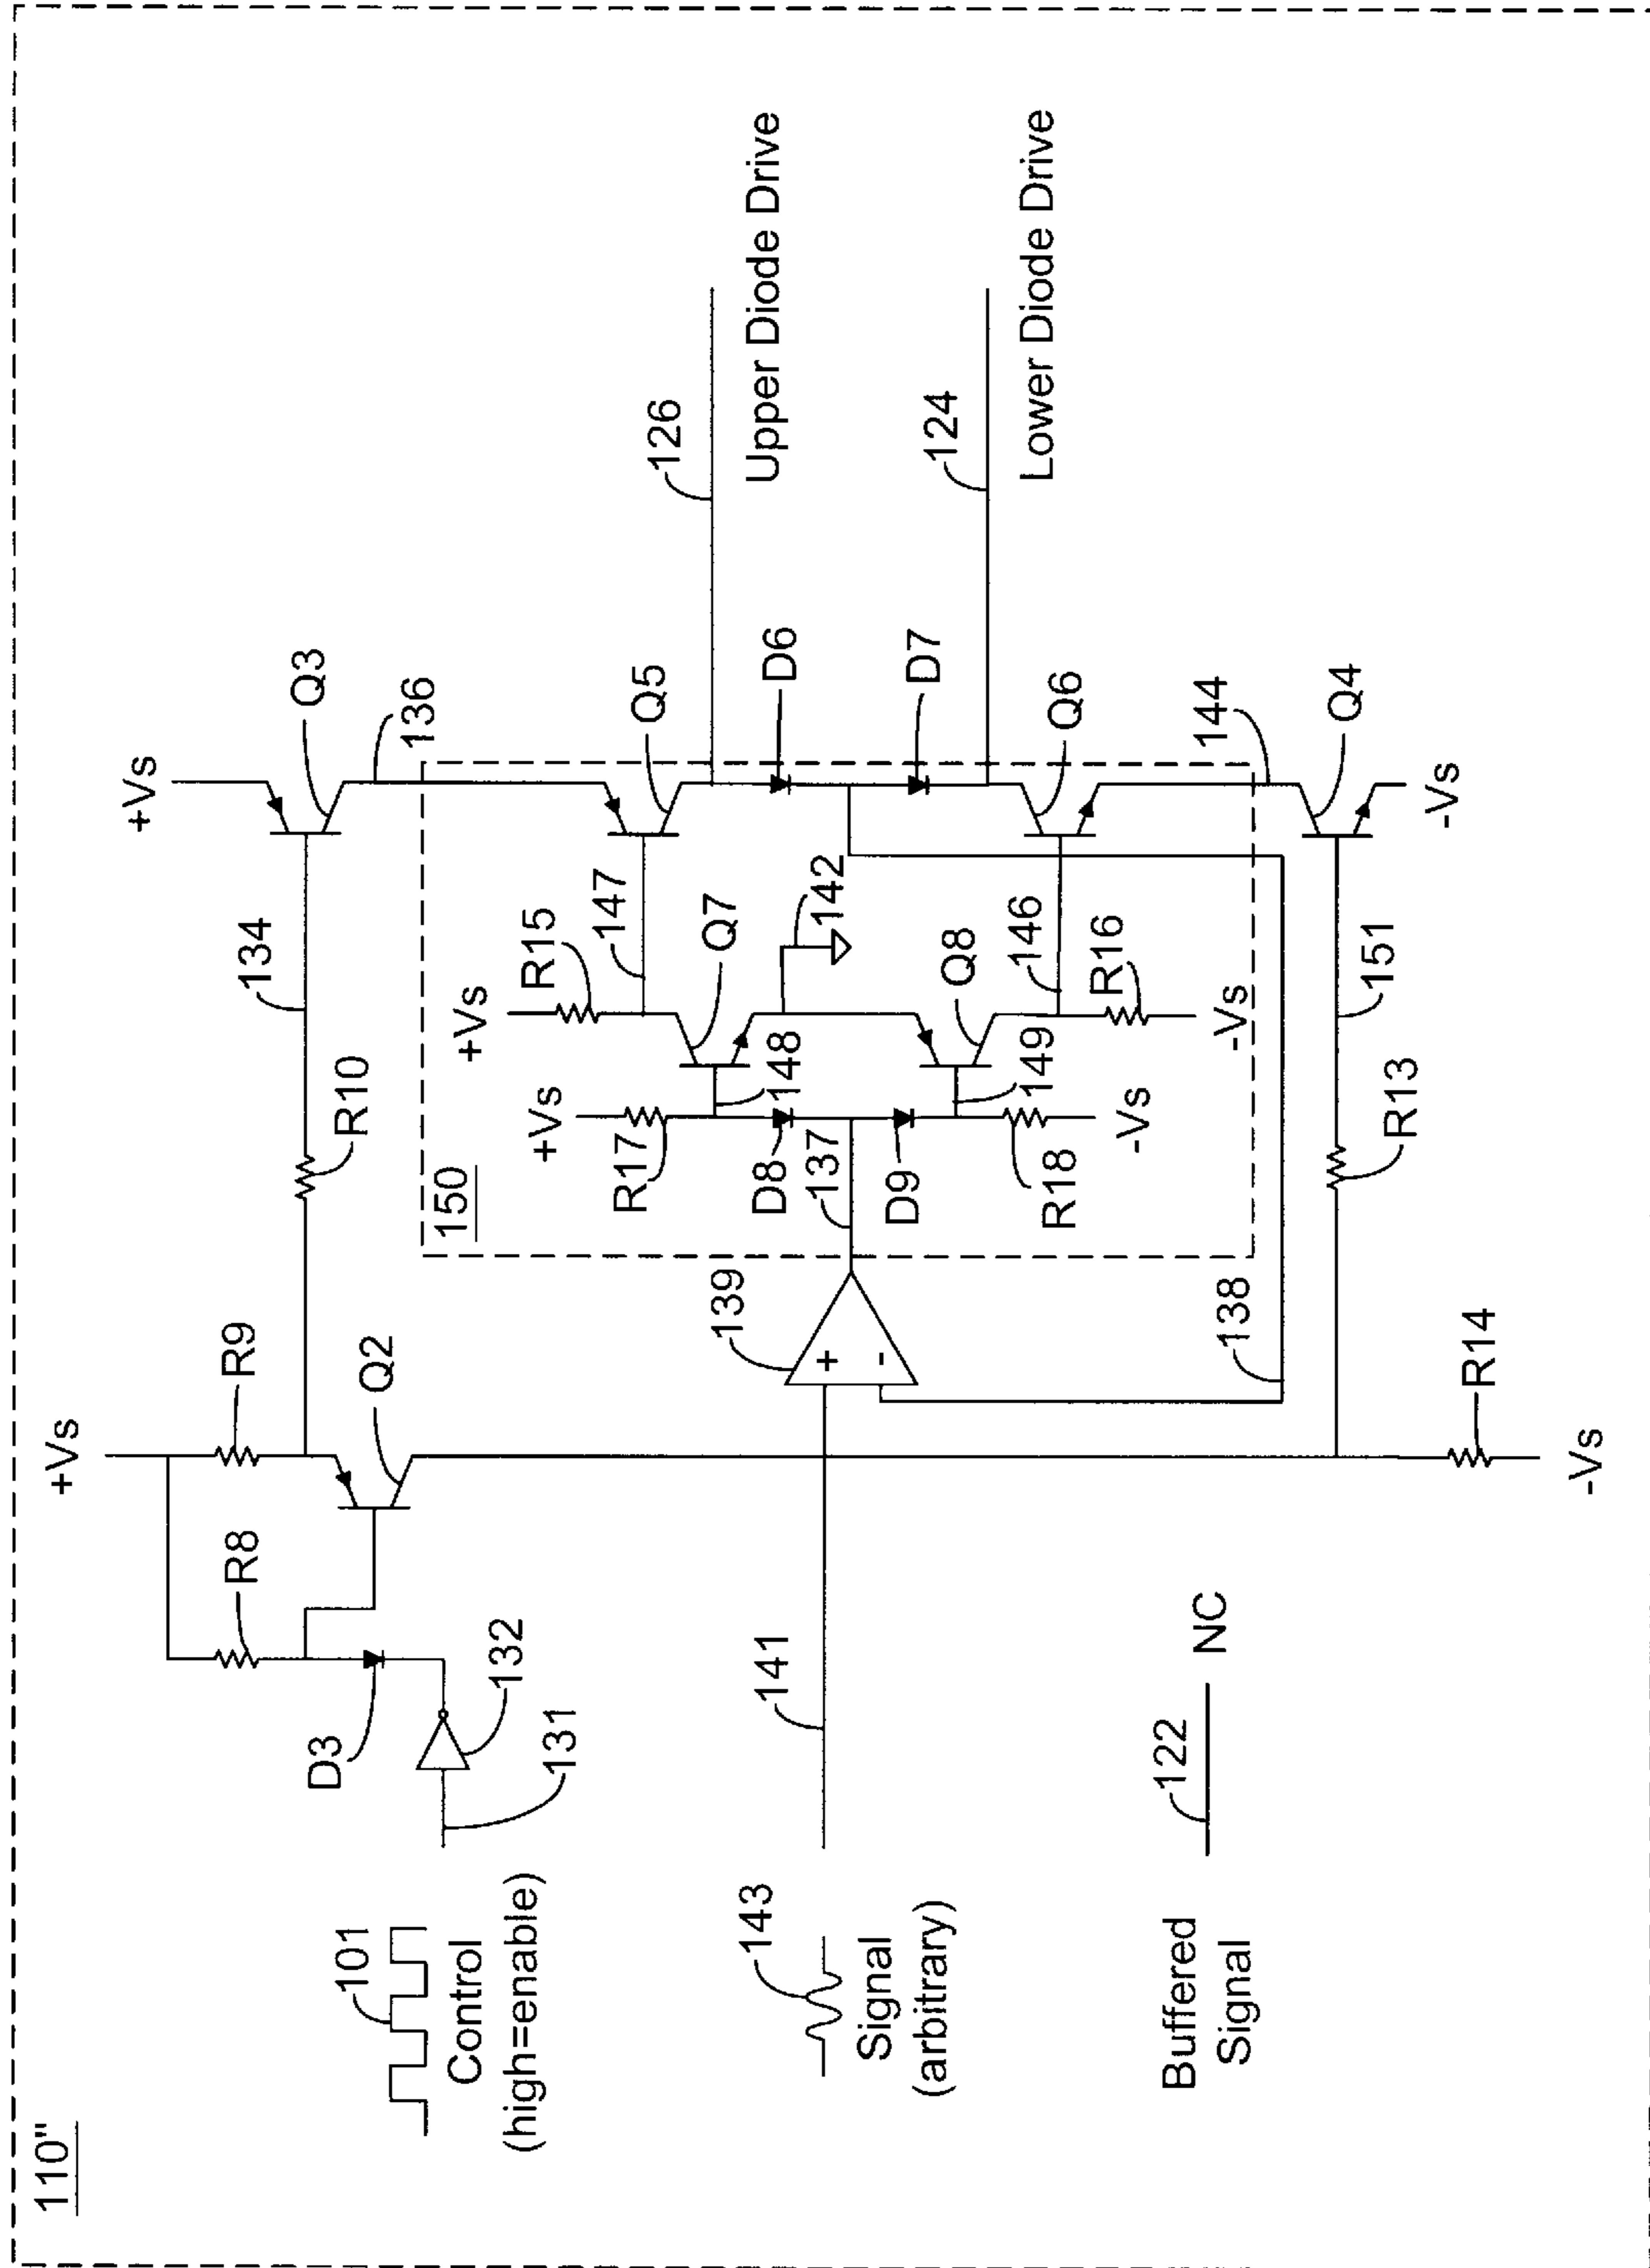 110"
101
Control
(high=enable)
131
132
D3
R8
+Vs
R9
Q2
R10
134
+Vs
Q3
136
143
Signal
(arbitrary)
141
139
+
-
150
+Vs
R17
D8
137
D9
R18
-Vs
148
149
+Vs
R15
147
Q7
142
Q8
146
R16
-Vs
Q5
126
Upper Diode Drive
D6
D7
124
Lower Diode Drive
Q6
144
Q4
-Vs
138
R13
151
R14
-Vs
Buffered
Signal
122
NC